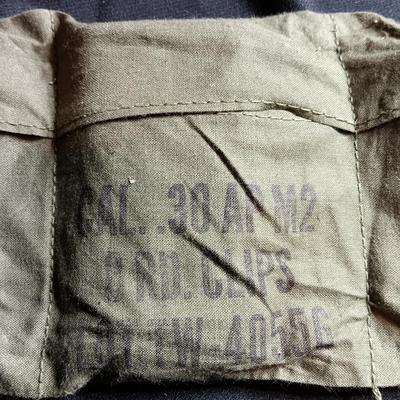 CAL. .30 AP M2
8 RD. CLIPS
LOT TW 40556